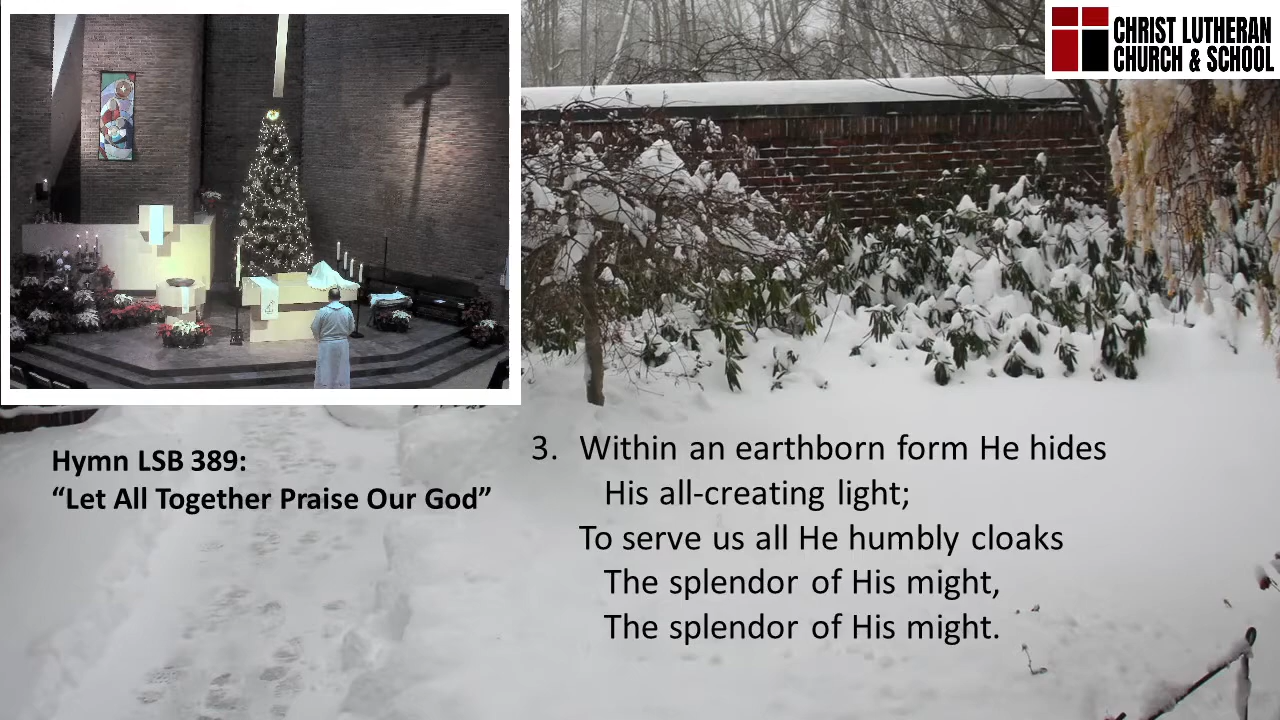 CHRIST LUTHERAN
CHURCH & SCHOOL
Hymn LSB 389:
“Let All Together Praise Our God”
3. Within an earthborn form He hides
His all-creating light;
To serve us all He humbly cloaks
The splendor of His might,
The splendor of His might.